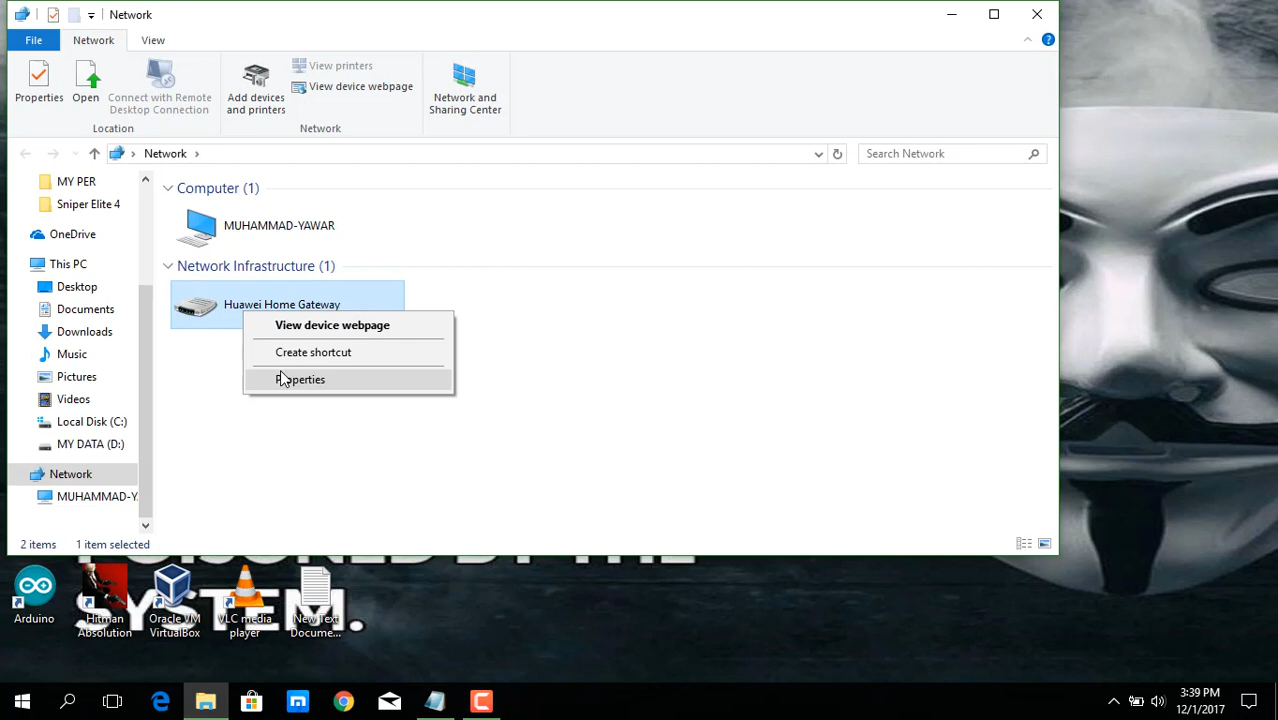 Network
File
Network
View
Properties
Open
Connect with Remote
Desktop Connection
Add devices
and printers
View printers
View device webpage
Network and
Sharing Center
Location
Network
Network
Search Network
MY PER
Sniper Elite 4
OneDrive
This PC
Desktop
Documents
Downloads
Music
Pictures
Videos
Local Disk (C:)
MY DATA (D:)
Network
MUHAMMAD-Y
Computer (1)
MUHAMMAD-YAWAR
Network Infrastructure (1)
Huawei Home Gateway
View device webpage
Create shortcut
Properties
2 items
1 item selected
BY THE
SYSTEM.
Arduino
Hitman
Absolution
Oracle VM
VirtualBox
VLC media
player
New Text
Docume...
3:39 PM
12/1/2017